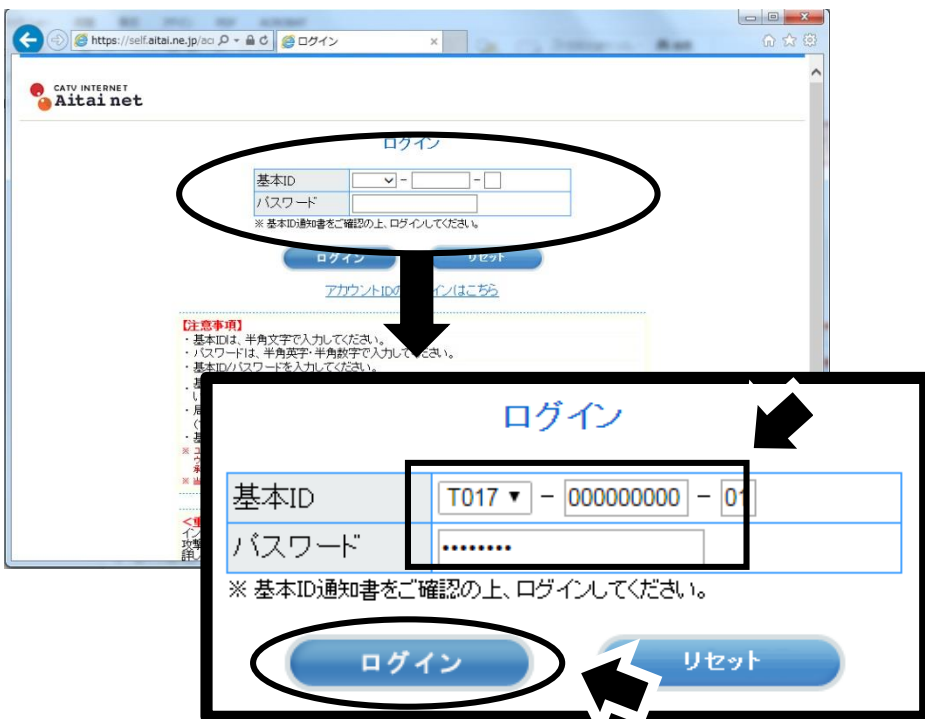 https://self.aitai.ne.jp/acc
ログイン
CATV INTERNET
Aitai net
ログイン
基本ID - -
パスワード
※ 基本ID通知書をご確認の上、ログインしてください。
ログイン リセット
アカウントIDの インはこちら
【注意事項】
・基本IDは、半角文字で入力してください。
・パスワードは、半角英字・半角数字で入力してください。
・基本ID/パスワードを入力してください。
ログイン
基本ID T017 ▼ - 000000000 - 01
パスワード ••••••••
※ 基本ID通知書をご確認の上、ログインしてください。
ログイン リセット